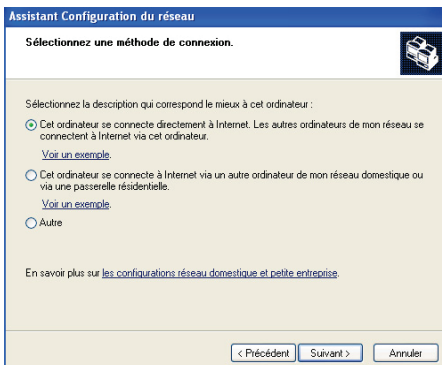 Assistant Configuration du réseau
Sélectionnez une méthode de connexion.
Sélectionnez la description qui correspond le mieux à cet ordinateur :
Cet ordinateur se connecte directement à Internet. Les autres ordinateurs de mon réseau se
connectent à Internet via cet ordinateur.
Voir un exemple.
Cet ordinateur se connecte à Internet via un autre ordinateur de mon réseau domestique ou
via une passerelle résidentielle.
Voir un exemple.
Autre
En savoir plus sur les configurations réseau domestique et petite entreprise.
< Précédent Suivant > Annuler